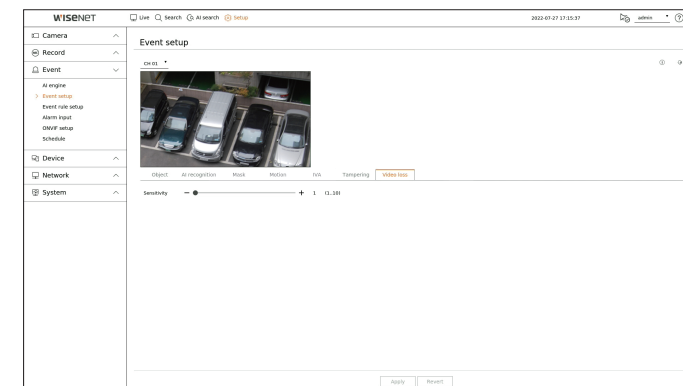 WISENET
Live Search AI search Setup
2022-07-27 17:15:37
admin
Camera
Record
Event
AI engine
Event setup
Event rule setup
Alarm input
ONVIF setup
Schedule
Device
Network
System
Event setup
CH 01
Object AI recognition Mask Motion IVA Tampering Video loss
Sensitivity 1 (1..10)
Apply Revert